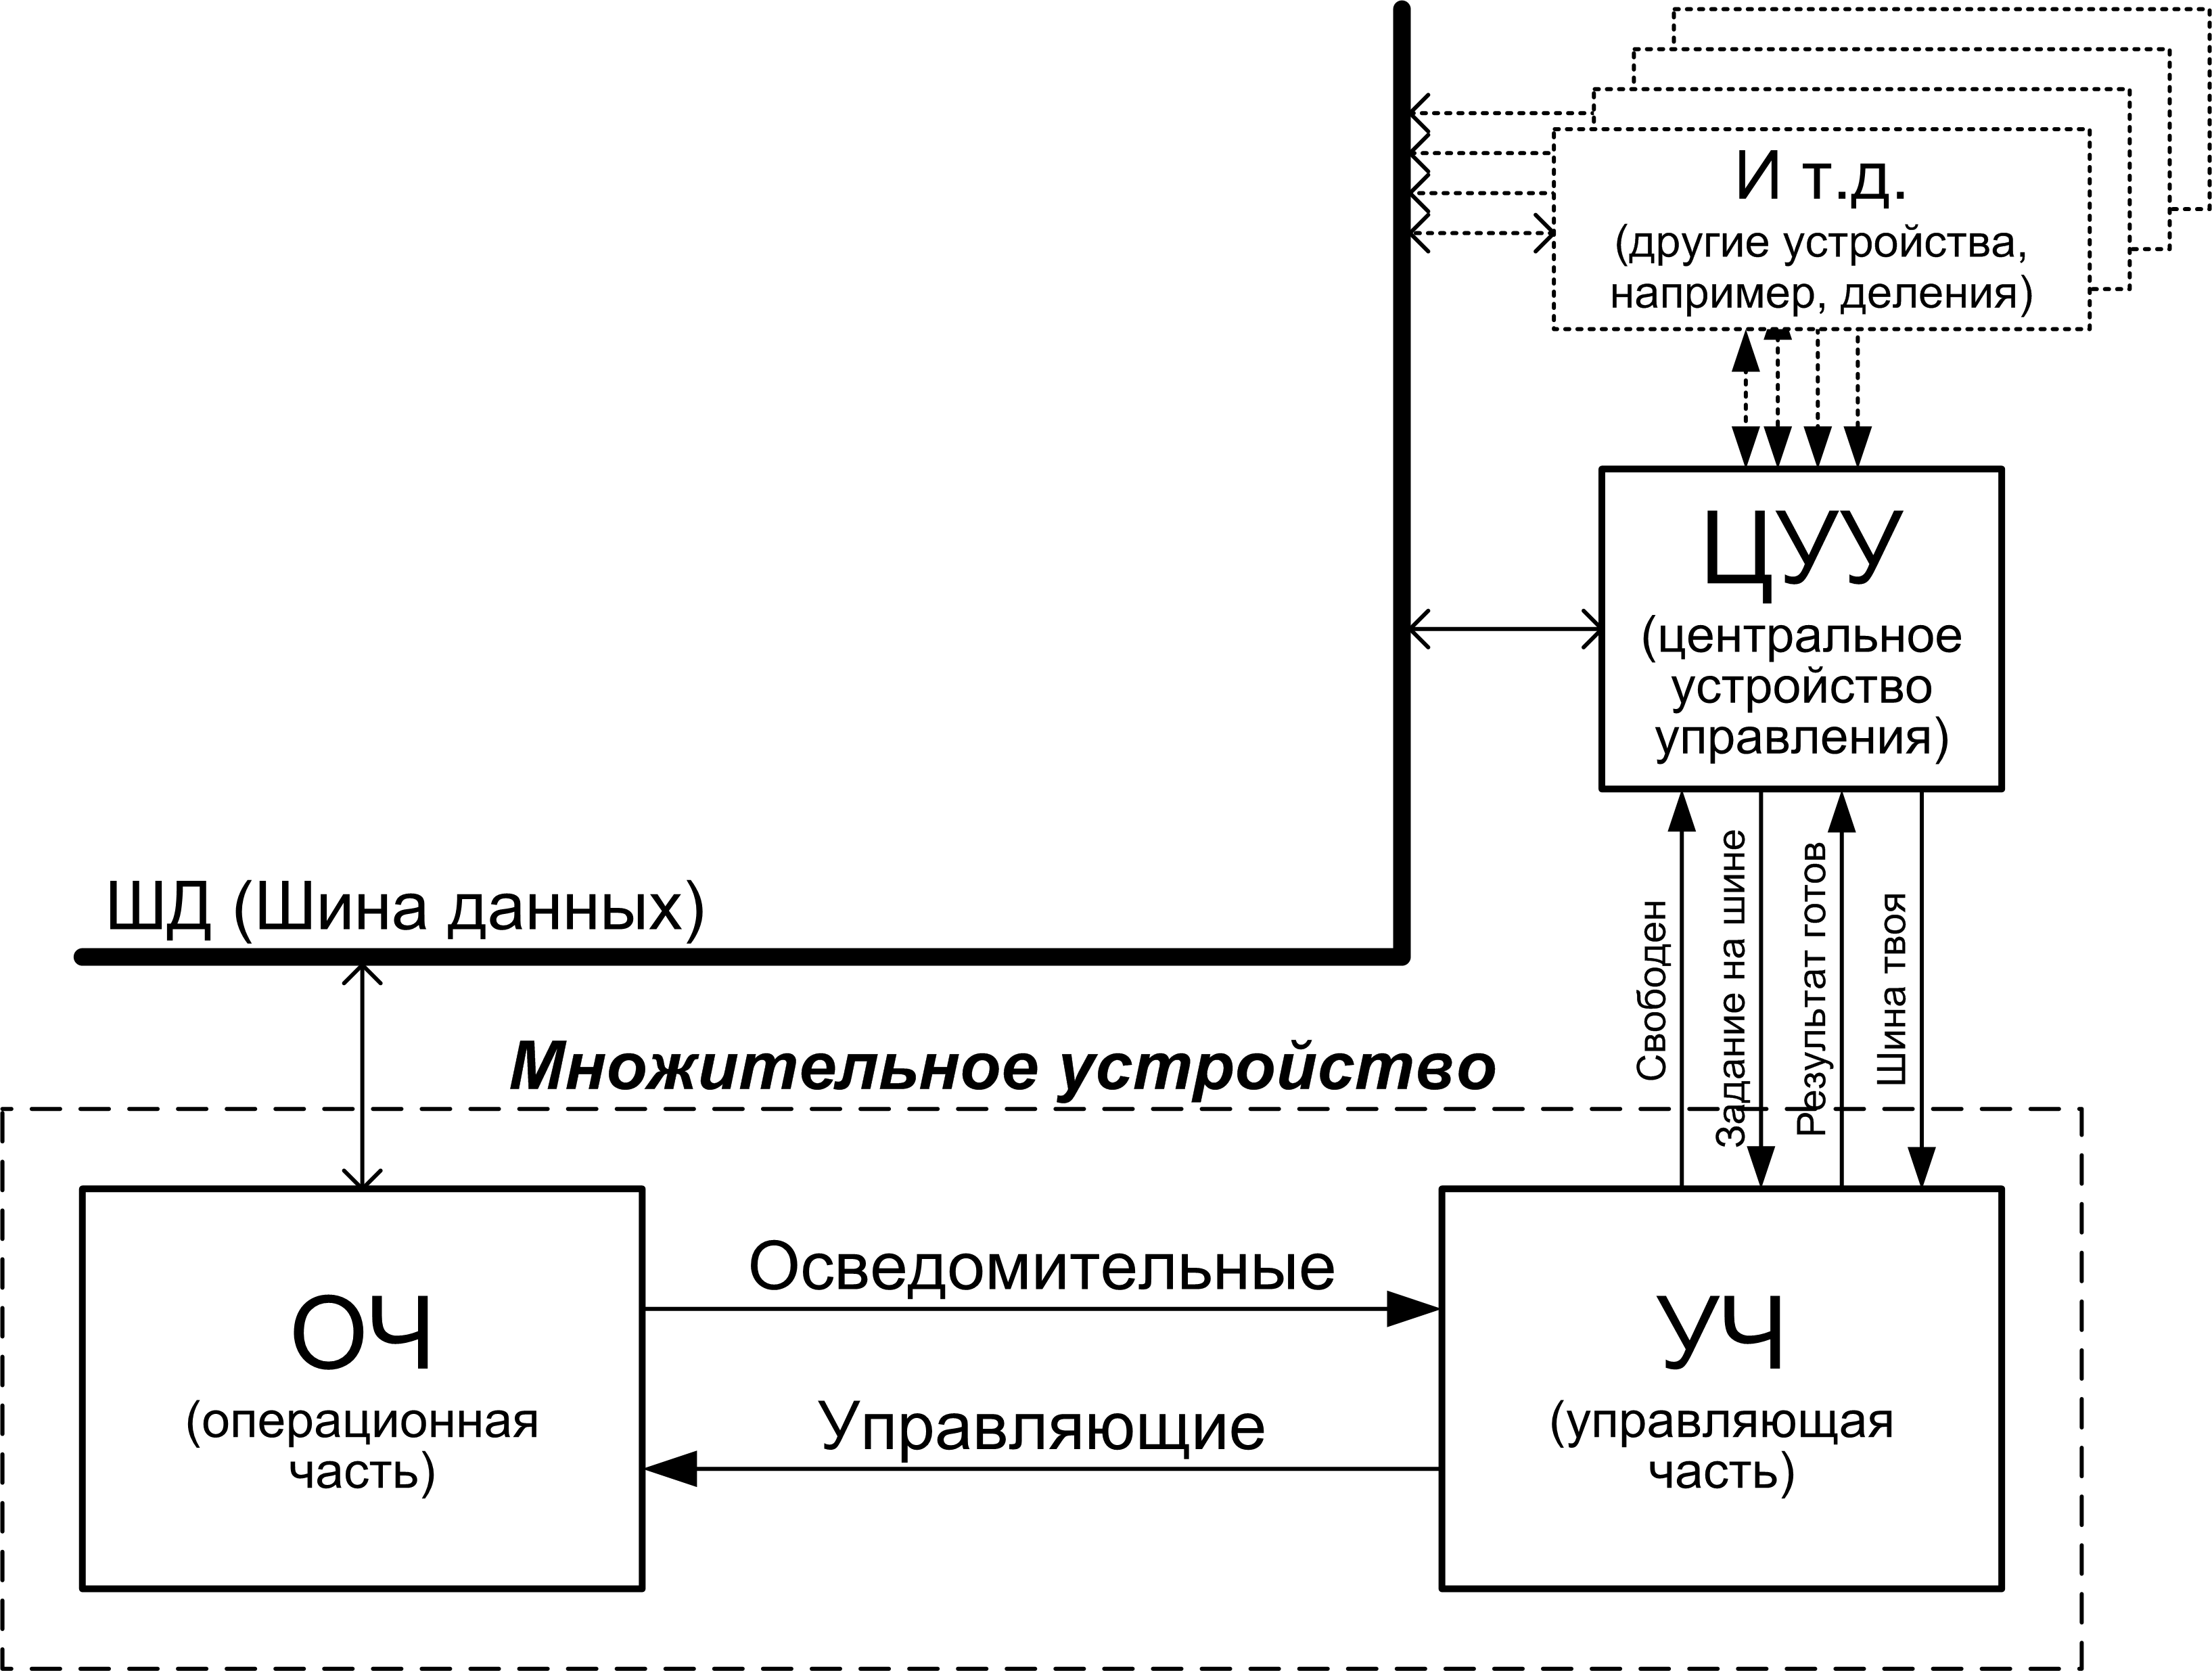 И т.д.
(другие устройства,
например, деления)
ЦУУ
(центральное
устройство
управления)
Свободен
Задание на шине
Результат готов
Шина твоя
ШД (Шина данных)
Множительное устройство
ОЧ
(операционная
часть)
Осведомительные
Управляющие
УЧ
(управляющая
часть)